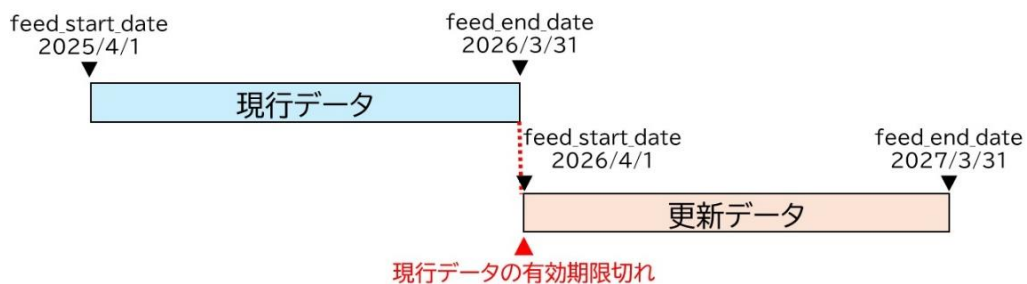 feed_start_date
2025/4/1
feed_end_date
2026/3/31
現行データ
feed_start_date
2026/4/1
feed_end_date
2027/3/31
更新データ
現行データの有効期限切れ